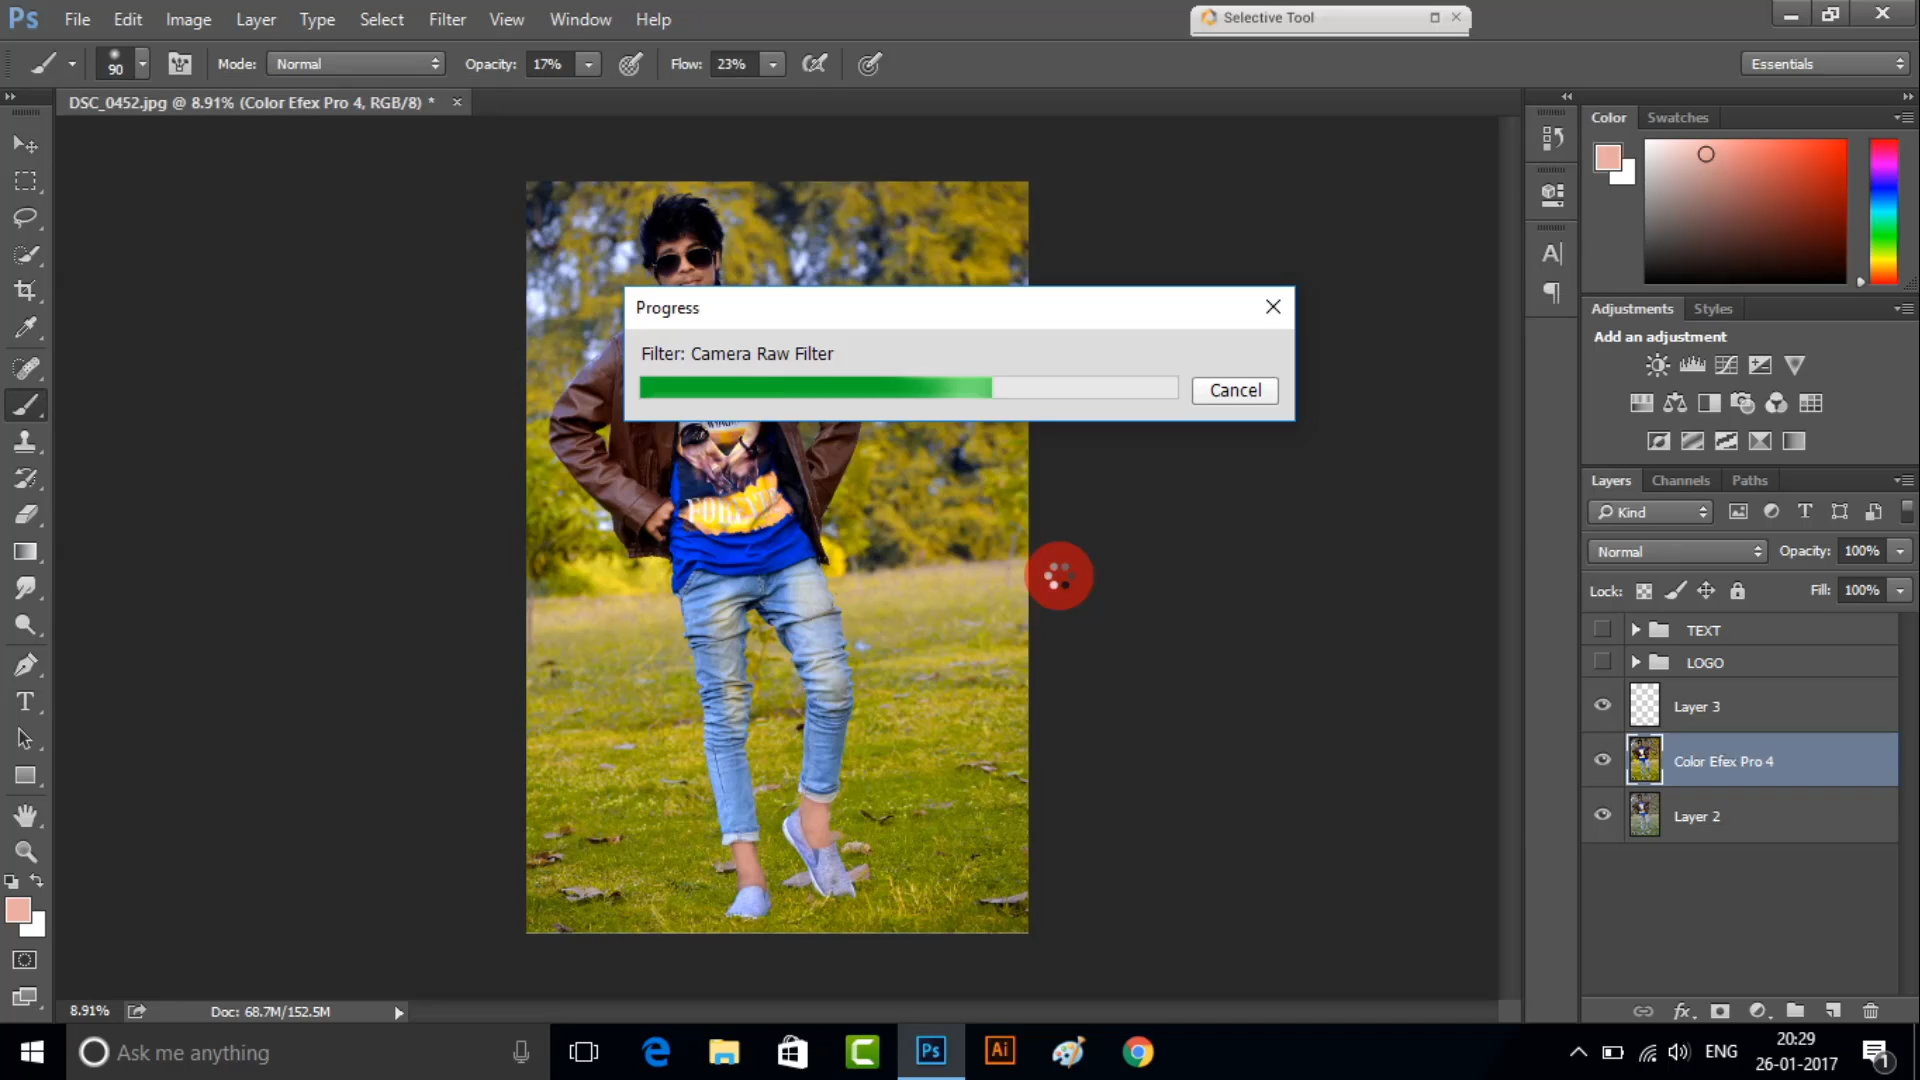 Ps File Edit Image Layer Type Select Filter View Window Help
Selective Tool
90 Mode: Normal Opacity: 17% Flow: 23% Essentials
DSC_0452.jpg @ 8.91% (Color Efex Pro 4, RGB/8) *
Color Swatches
Progress
Filter: Camera Raw Filter
Cancel
Adjustments Styles
Add an adjustment
Layers Channels Paths
Kind
Normal Opacity: 100%
Lock: Fill: 100%
TEXT
LOGO
Layer 3
Color Efex Pro 4
Layer 2
8.91% Doc: 68.7M/152.5M
Ask me anything
Ps Ai
ENG
20:29
26-01-2017
1